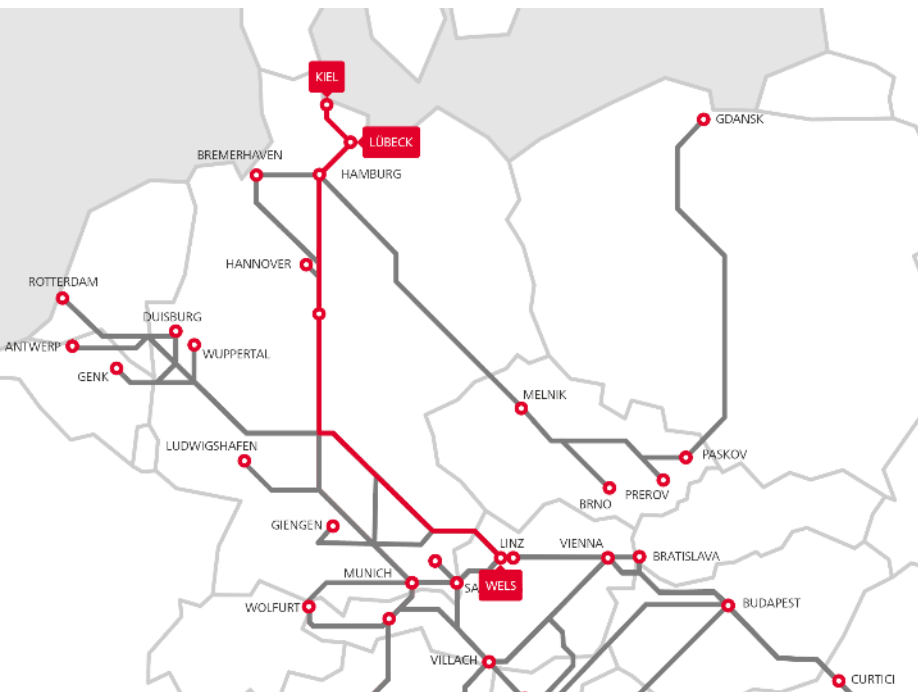 KIEL
GDANSK
LÜBECK
BREMERHAVEN
HAMBURG
HANNOVER
ROTTERDAM
DUISBURG
ANTWERP
WUPPERTAL
GENK
MELNIK
LUDWIGSHAFEN
PASKOV
PREROV
BRNO
GIENGEN
LINZ
VIENNA
BRATISLAVA
MUNICH
SA
WELS
WOLFURT
BUDAPEST
VILLACH
CURTICI